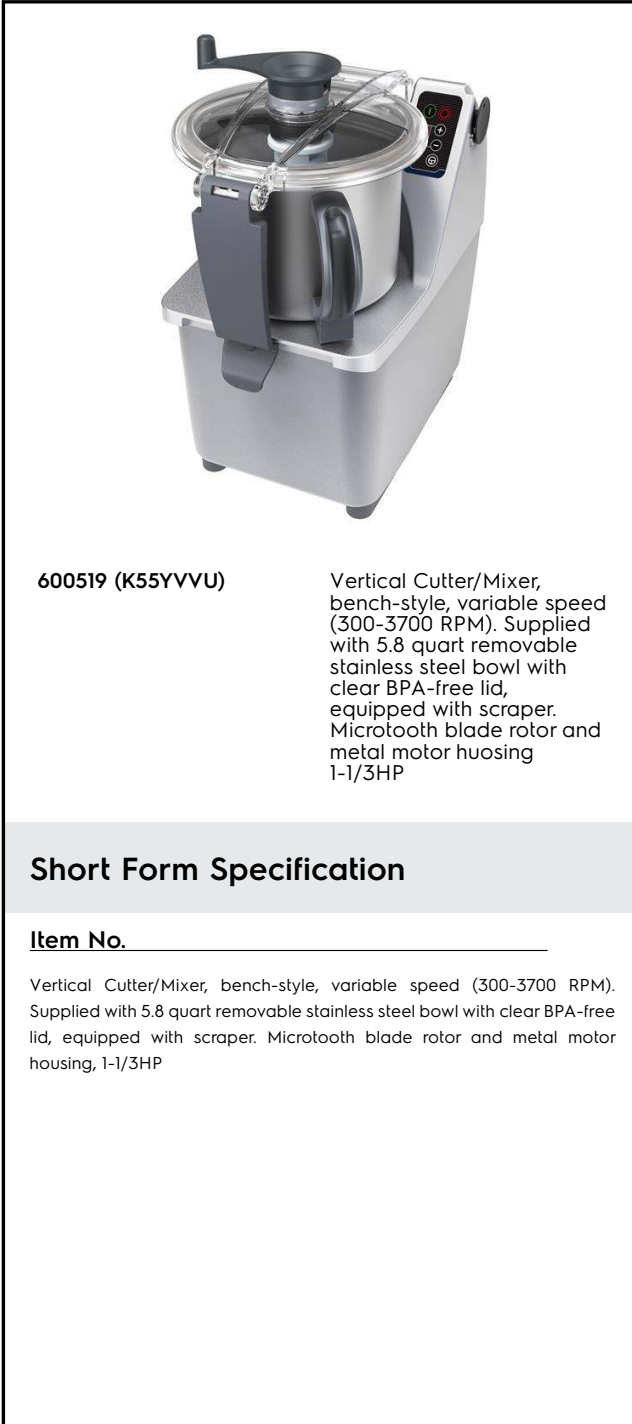 600519 (K55YVVU)
Vertical Cutter/Mixer,
bench-style, variable speed
(300-3700 RPM). Supplied
with 5.8 quart removable
stainless steel bowl with
clear BPA-free lid,
equipped with scraper.
Microtooth blade rotor and
metal motor huosing
1-1/3HP
Short Form Specification
Item No.
Vertical Cutter/Mixer, bench-style, variable speed (300-3700 RPM).
Supplied with 5.8 quart removable stainless steel bowl with clear BPA-free
lid, equipped with scraper. Microtooth blade rotor and metal motor
housing, 1-1/3HP